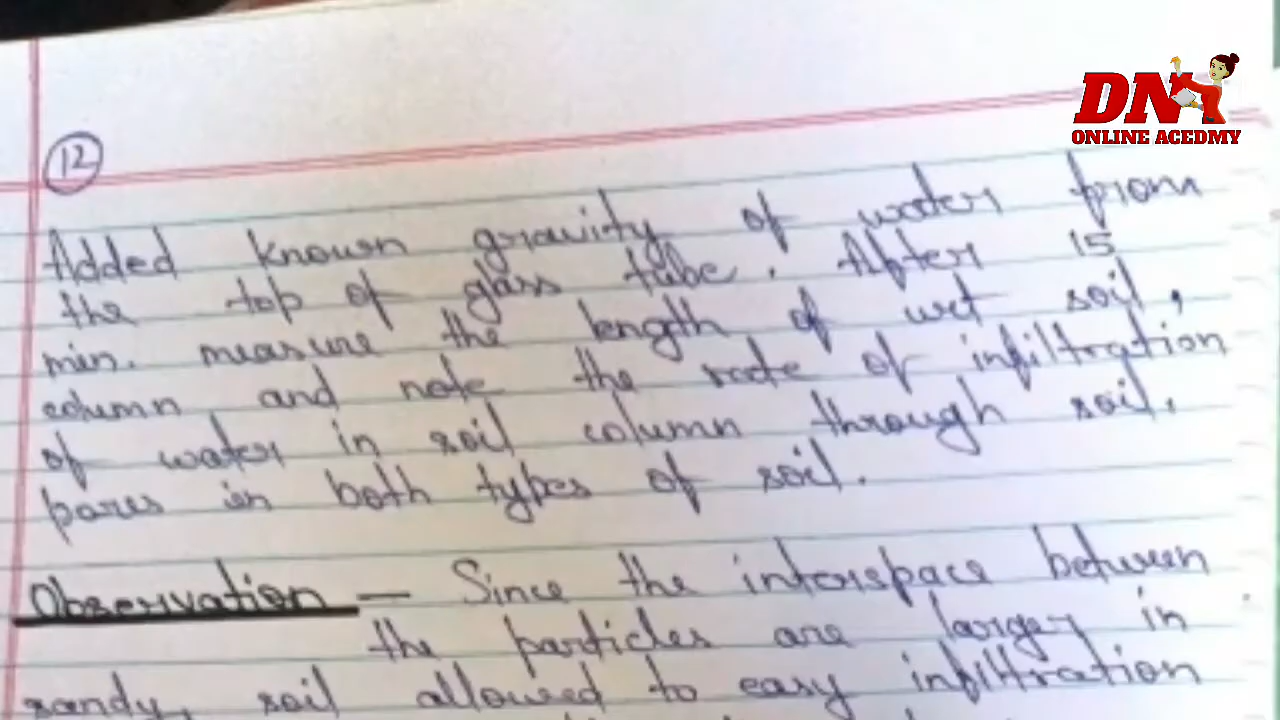 DNY
ONLINE ACEDMY
12
Added known gravity of water from
the top of glass tube. After 15
min. measure the length of wet soil,
column and note the rate of infiltration
of water in soil column through soil.
pares in both types of soil.
Observation — Since the interspace between
the particles are larger in
sandy, soil allowed to easy infiltration